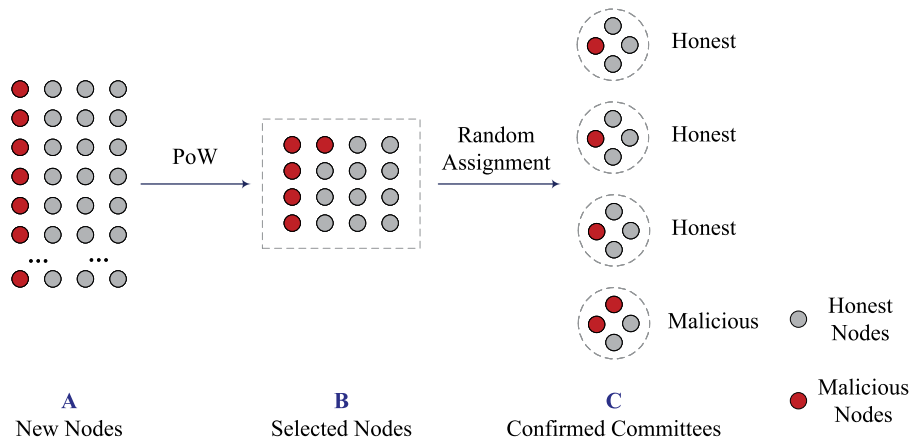 PoW
Random
Assignment
Honest
Honest
Honest
Malicious
...
...
Honest
Nodes
Malicious
Nodes
A
New Nodes
B
Selected Nodes
C
Confirmed Committees